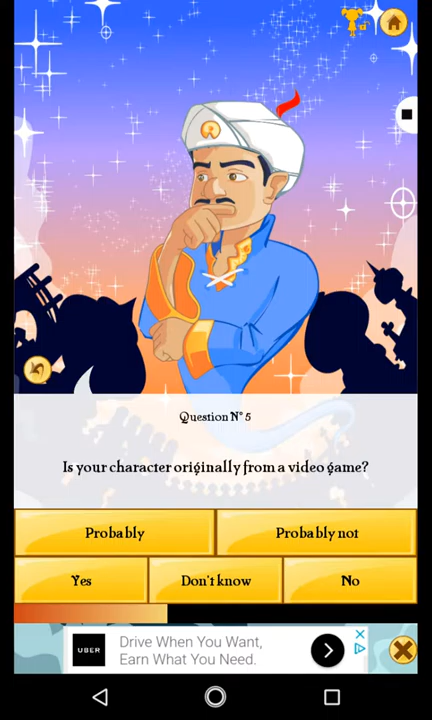 Question N° 5
Is your character originally from a video game?
Probably
Probably not
Yes
Don't know
No
UBER
Drive When You Want,
Earn What You Need.